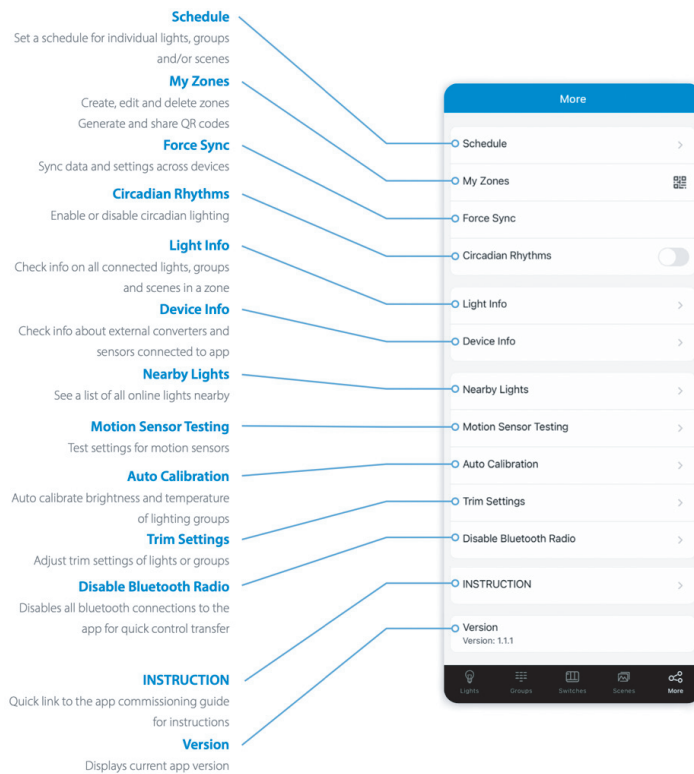 Schedule
Set a schedule for individual lights, groups
and/or scenes
My Zones
Create, edit and delete zones
Generate and share QR codes
Force Sync
Sync data and settings across devices
Circadian Rhythms
Enable or disable circadian lighting
Light Info
Check info on all connected lights, groups
and scenes in a zone
Device Info
Check info about external converters and
sensors connected to app
Nearby Lights
See a list of all online lights nearby
Motion Sensor Testing
Test settings for motion sensors
Auto Calibration
Auto calibrate brightness and temperature
of lighting groups
Trim Settings
Adjust trim settings of lights or groups
Disable Bluetooth Radio
Disables all bluetooth connections to the
app for quick control transfer
INSTRUCTION
Quick link to the app commissioning guide
for instructions
Version
Displays current app version
More
Schedule
My Zones
Force Sync
Circadian Rhythms
Light Info
Device Info
Nearby Lights
Motion Sensor Testing
Auto Calibration
Trim Settings
Disable Bluetooth Radio
INSTRUCTION
Version
Version: 1.1.1
Lights Groups Switches Scenes More